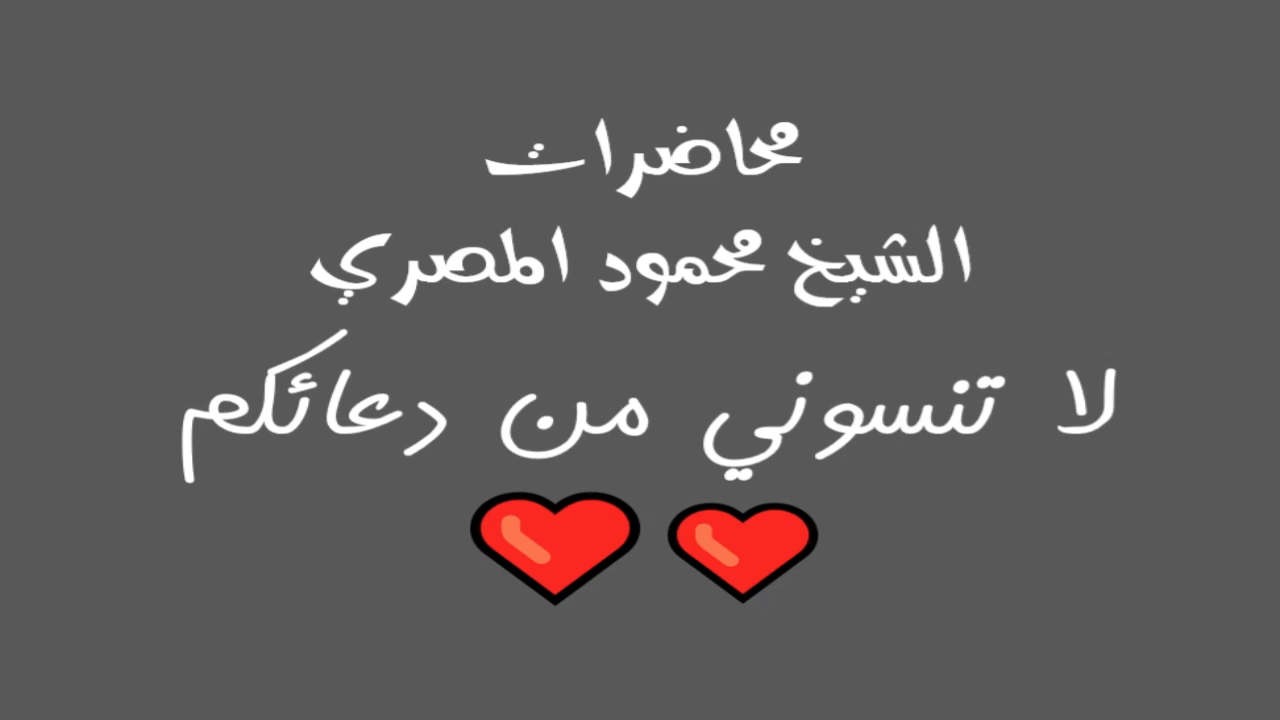 محاضرات
الشيخ محمود المصري
لا تنسوني من دعائكم